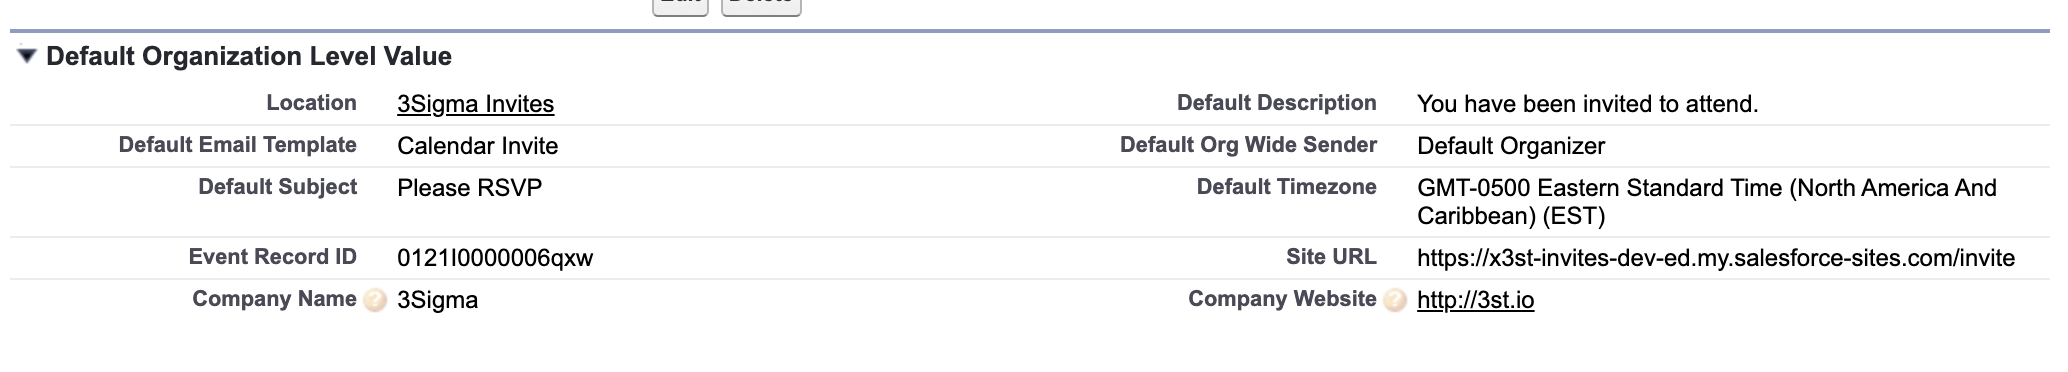 Edit Delete
Default Organization Level Value
Location 3Sigma Invites Default Description You have been invited to attend.
Default Email Template Calendar Invite Default Org Wide Sender Default Organizer
Default Subject Please RSVP Default Timezone GMT-0500 Eastern Standard Time (North America And
Caribbean) (EST)
Event Record ID 0121I0000006qxw Site URL https://x3st-invites-dev-ed.my.salesforce-sites.com/invite
Company Name ? 3Sigma Company Website ? http://3st.io